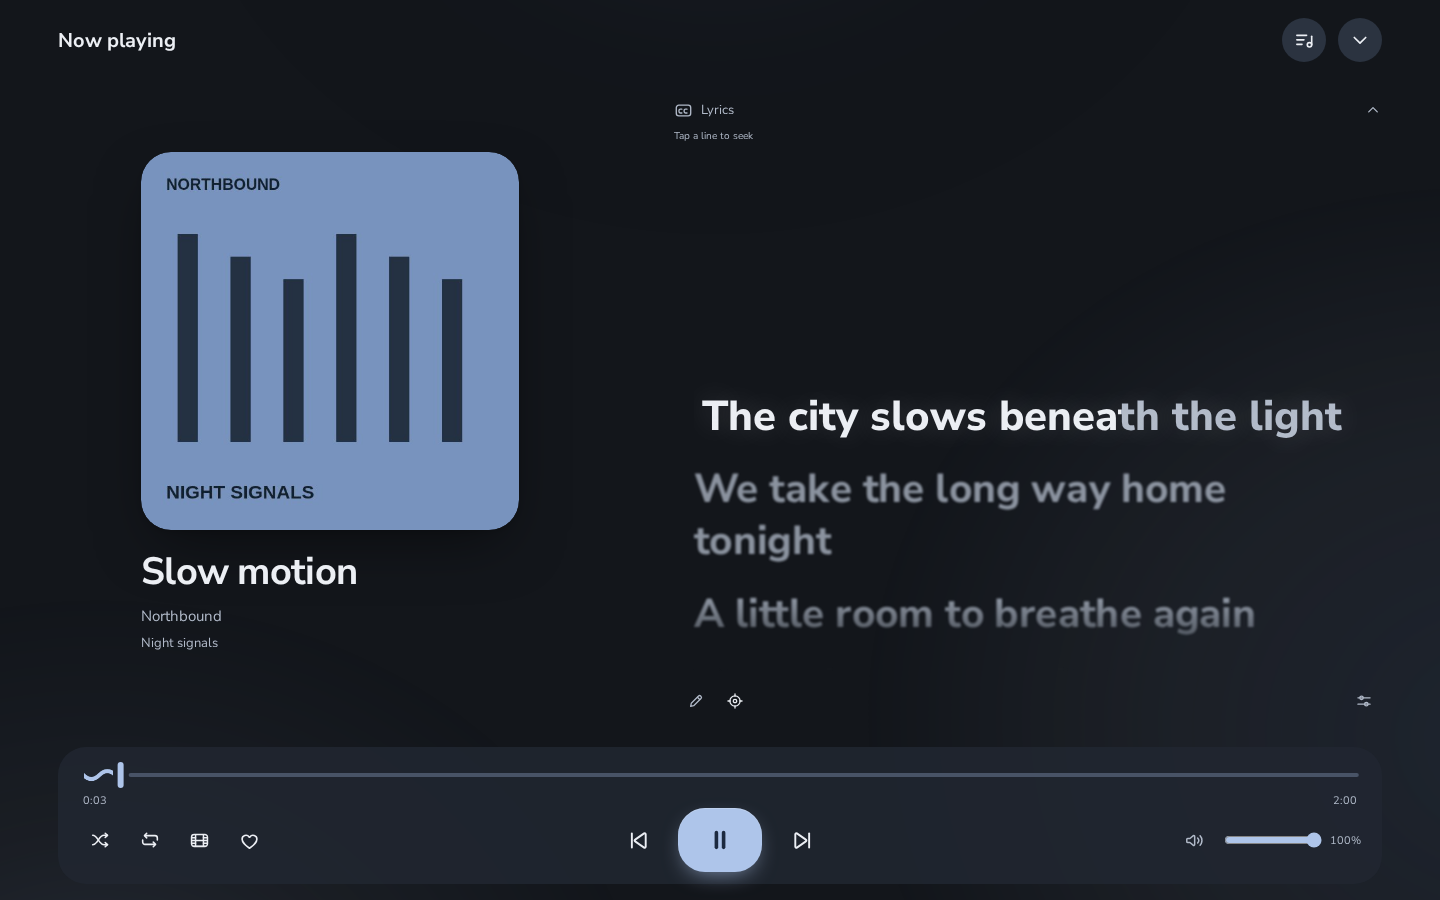 Now playing
Lyrics
Tap a line to seek
NORTHBOUND
NIGHT SIGNALS
Slow motion
Northbound
Night signals
The city slows beneath the light
We take the long way home
tonight
A little room to breathe again
0:03
2:00
100%